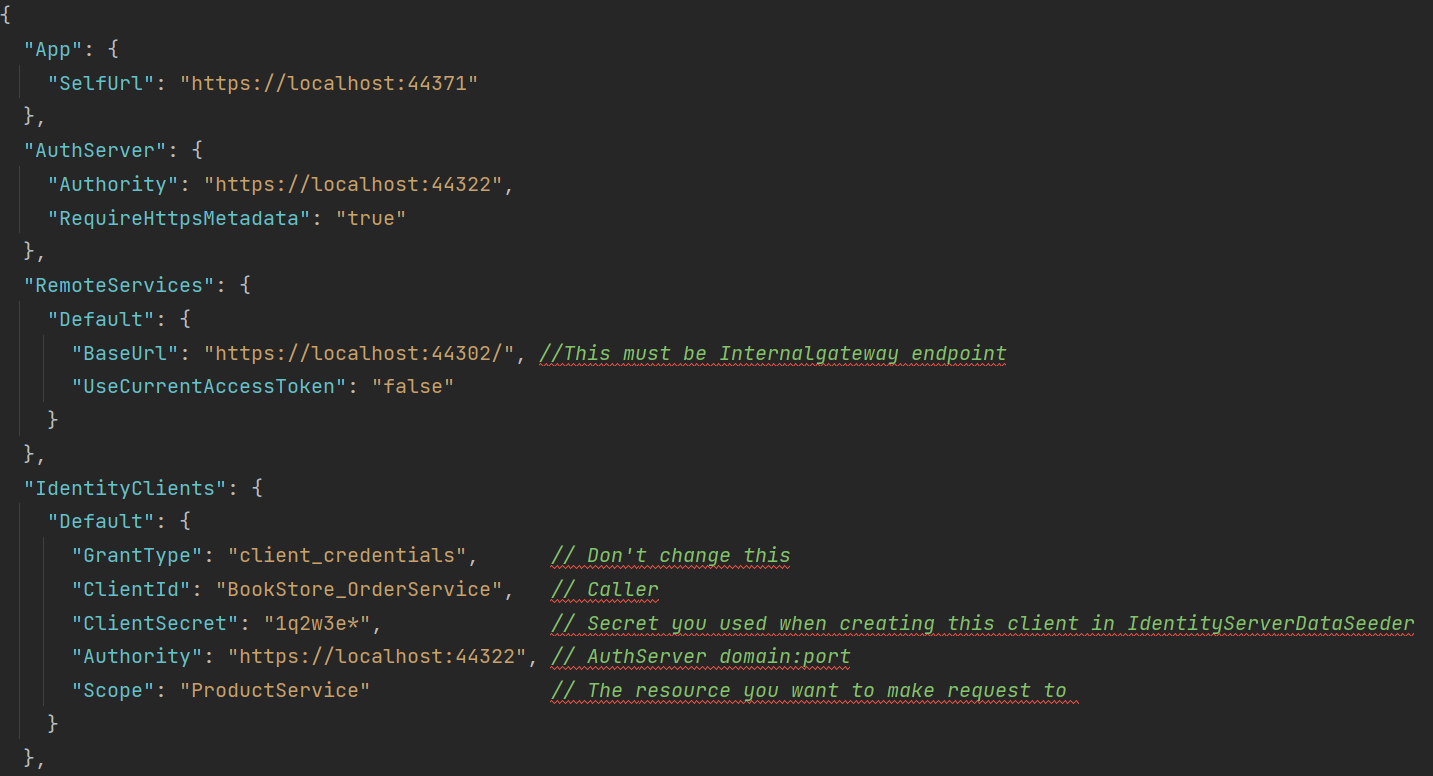 {
  "App": {
    "SelfUrl": "https://localhost:44371"
  },
  "AuthServer": {
    "Authority": "https://localhost:44322",
    "RequireHttpsMetadata": "true"
  },
  "RemoteServices": {
    "Default": {
      "BaseUrl": "https://localhost:44302/", //This must be Internalgateway endpoint
      "UseCurrentAccessToken": "false"
    }
  },
  "IdentityClients": {
    "Default": {
      "GrantType": "client_credentials",      // Don't change this
      "ClientId": "BookStore_OrderService",   // Caller
      "ClientSecret": "1q2w3e*",              // Secret you used when creating this client in IdentityServerDataSeeder
      "Authority": "https://localhost:44322", // AuthServer domain:port
      "Scope": "ProductService"               // The resource you want to make request to
    }
  },